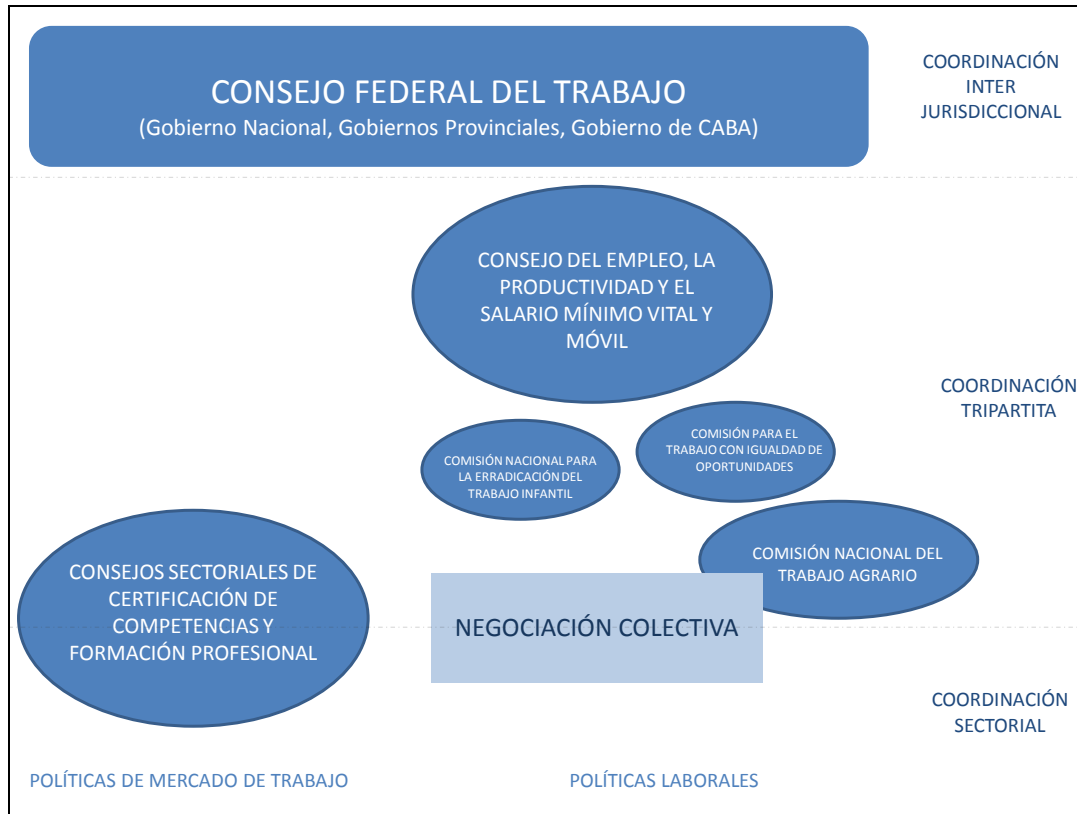 CONSEJO FEDERAL DEL TRABAJO
(Gobierno Nacional, Gobiernos Provinciales, Gobierno de CABA)
COORDINACIÓN
INTER
JURISDICCIONAL
CONSEJO DEL EMPLEO, LA
PRODUCTIVIDAD Y EL
SALARIO MÍNIMO VITAL Y
MÓVIL
COORDINACIÓN
TRIPARTITA
COMISIÓN NACIONAL PARA
LA ERRADICACIÓN DEL
TRABAJO INFANTIL
COMISIÓN PARA EL
TRABAJO CON IGUALDAD DE
OPORTUNIDADES
COMISIÓN NACIONAL DEL
TRABAJO AGRARIO
CONSEJOS SECTORIALES DE
CERTIFICACIÓN DE
COMPETENCIAS Y
FORMACIÓN PROFESIONAL
NEGOCIACIÓN COLECTIVA
COORDINACIÓN
SECTORIAL
POLÍTICAS DE MERCADO DE TRABAJO
POLÍTICAS LABORALES